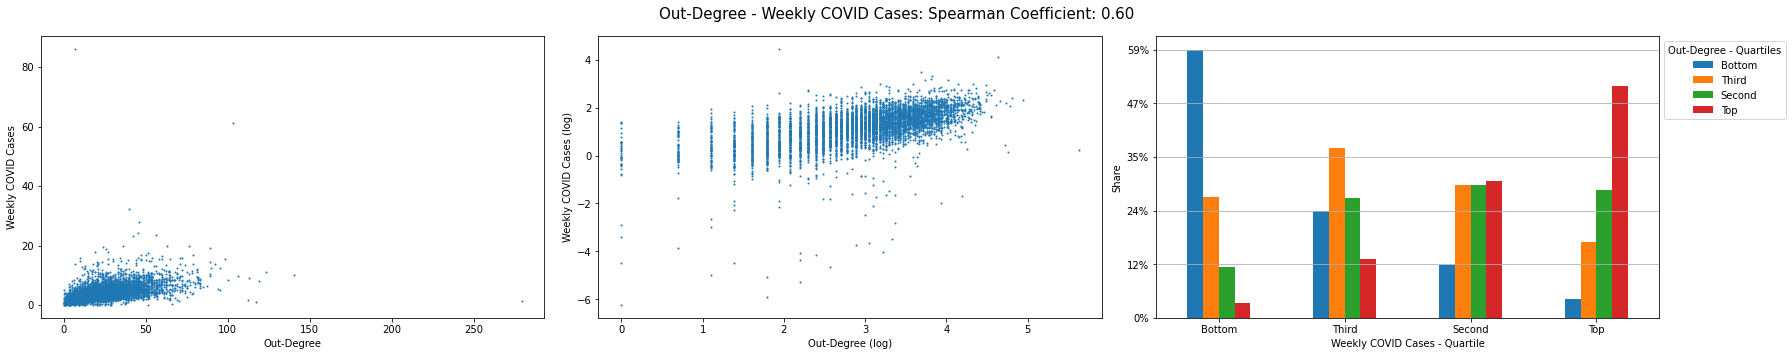 Out-Degree - Weekly COVID Cases: Spearman Coefficient: 0.60
Weekly COVID Cases
80
60
40
20
0
0 50 100 150 200 250
Out-Degree
Weekly COVID Cases (log)
4
2
0
−2
−4
−6
0 1 2 3 4 5
Out-Degree (log)
Share
59%
47%
35%
24%
12%
0%
Bottom Third Second Top
Weekly COVID Cases - Quartile
Out-Degree - Quartiles
Bottom
Third
Second
Top